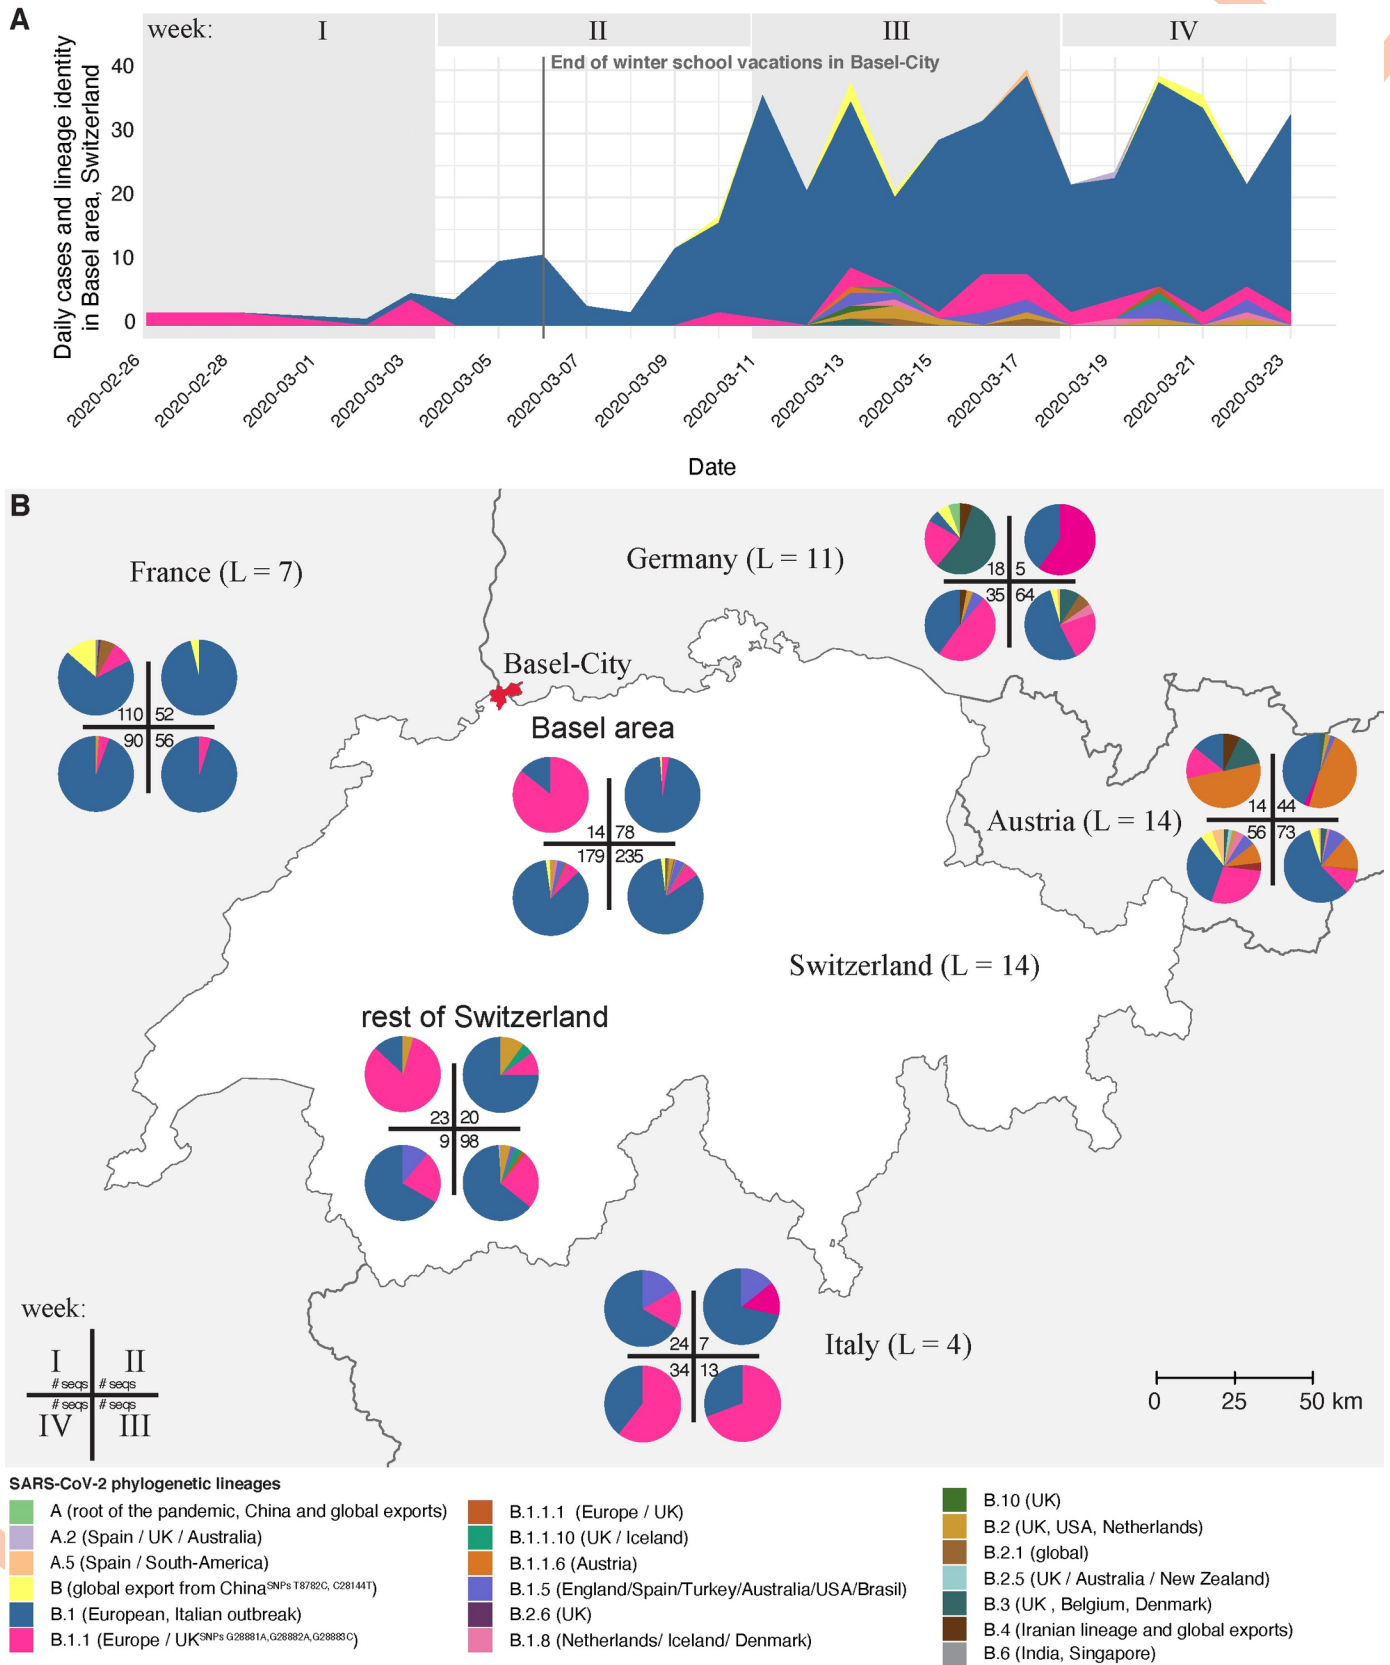 A
week:
I
II
III
IV
End of winter school vacations in Basel-City
Daily cases and lineage identity
in Basel area, Switzerland
40
30
20
10
0
2020-02-26
2020-02-28
2020-03-01
2020-03-03
2020-03-05
2020-03-07
2020-03-09
2020-03-11
2020-03-13
2020-03-15
2020-03-17
2020-03-19
2020-03-21
2020-03-23
Date
B
France (L = 7)
110 52
90 56
Germany (L = 11)
18 5
35 64
Basel-City
Basel area
14 78
179 235
Austria (L = 14)
14 44
56 73
Switzerland (L = 14)
rest of Switzerland
23 20
9 98
Italy (L = 4)
24 7
34 13
week:
I II
# seqs # seqs
# seqs # seqs
IV III
0 25 50 km
SARS-CoV-2 phylogenetic lineages
A (root of the pandemic, China and global exports)
A.2 (Spain / UK / Australia)
A.5 (Spain / South-America)
B (global export from China SNPs T8782C, C28144T)
B.1 (European, Italian outbreak)
B.1.1 (Europe / UK SNPs G28881A,G28882A,G28883C)
B.1.1.1 (Europe / UK)
B.1.1.10 (UK / Iceland)
B.1.1.6 (Austria)
B.1.5 (England/Spain/Turkey/Australia/USA/Brasil)
B.2.6 (UK)
B.1.8 (Netherlands/ Iceland/ Denmark)
B.10 (UK)
B.2 (UK, USA, Netherlands)
B.2.1 (global)
B.2.5 (UK / Australia / New Zealand)
B.3 (UK , Belgium, Denmark)
B.4 (Iranian lineage and global exports)
B.6 (India, Singapore)